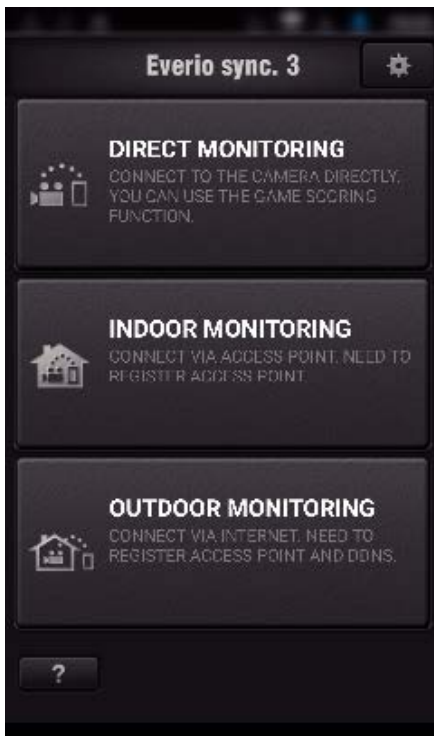 Everio sync. 3
DIRECT MONITORING
CONNECT TO THE CAMERA DIRECTLY.
YOU CAN USE THE GAME SCORING
FUNCTION.
INDOOR MONITORING
CONNECT VIA ACCESS POINT. NEED TO
REGISTER ACCESS POINT.
OUTDOOR MONITORING
CONNECT VIA INTERNET. NEED TO
REGISTER ACCESS POINT AND DDNS.
?